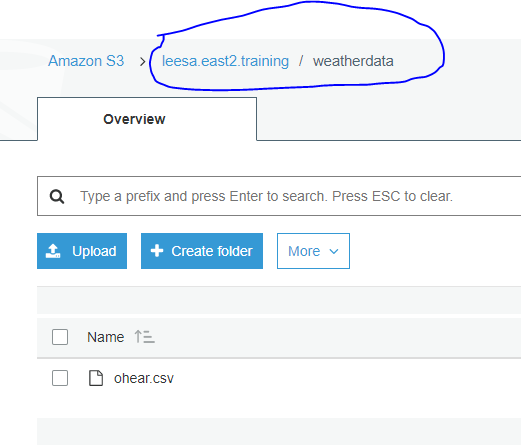 Amazon S3 > leesa.east2.training / weatherdata
Overview
Type a prefix and press Enter to search. Press ESC to clear.
Upload + Create folder More
Name
ohear.csv